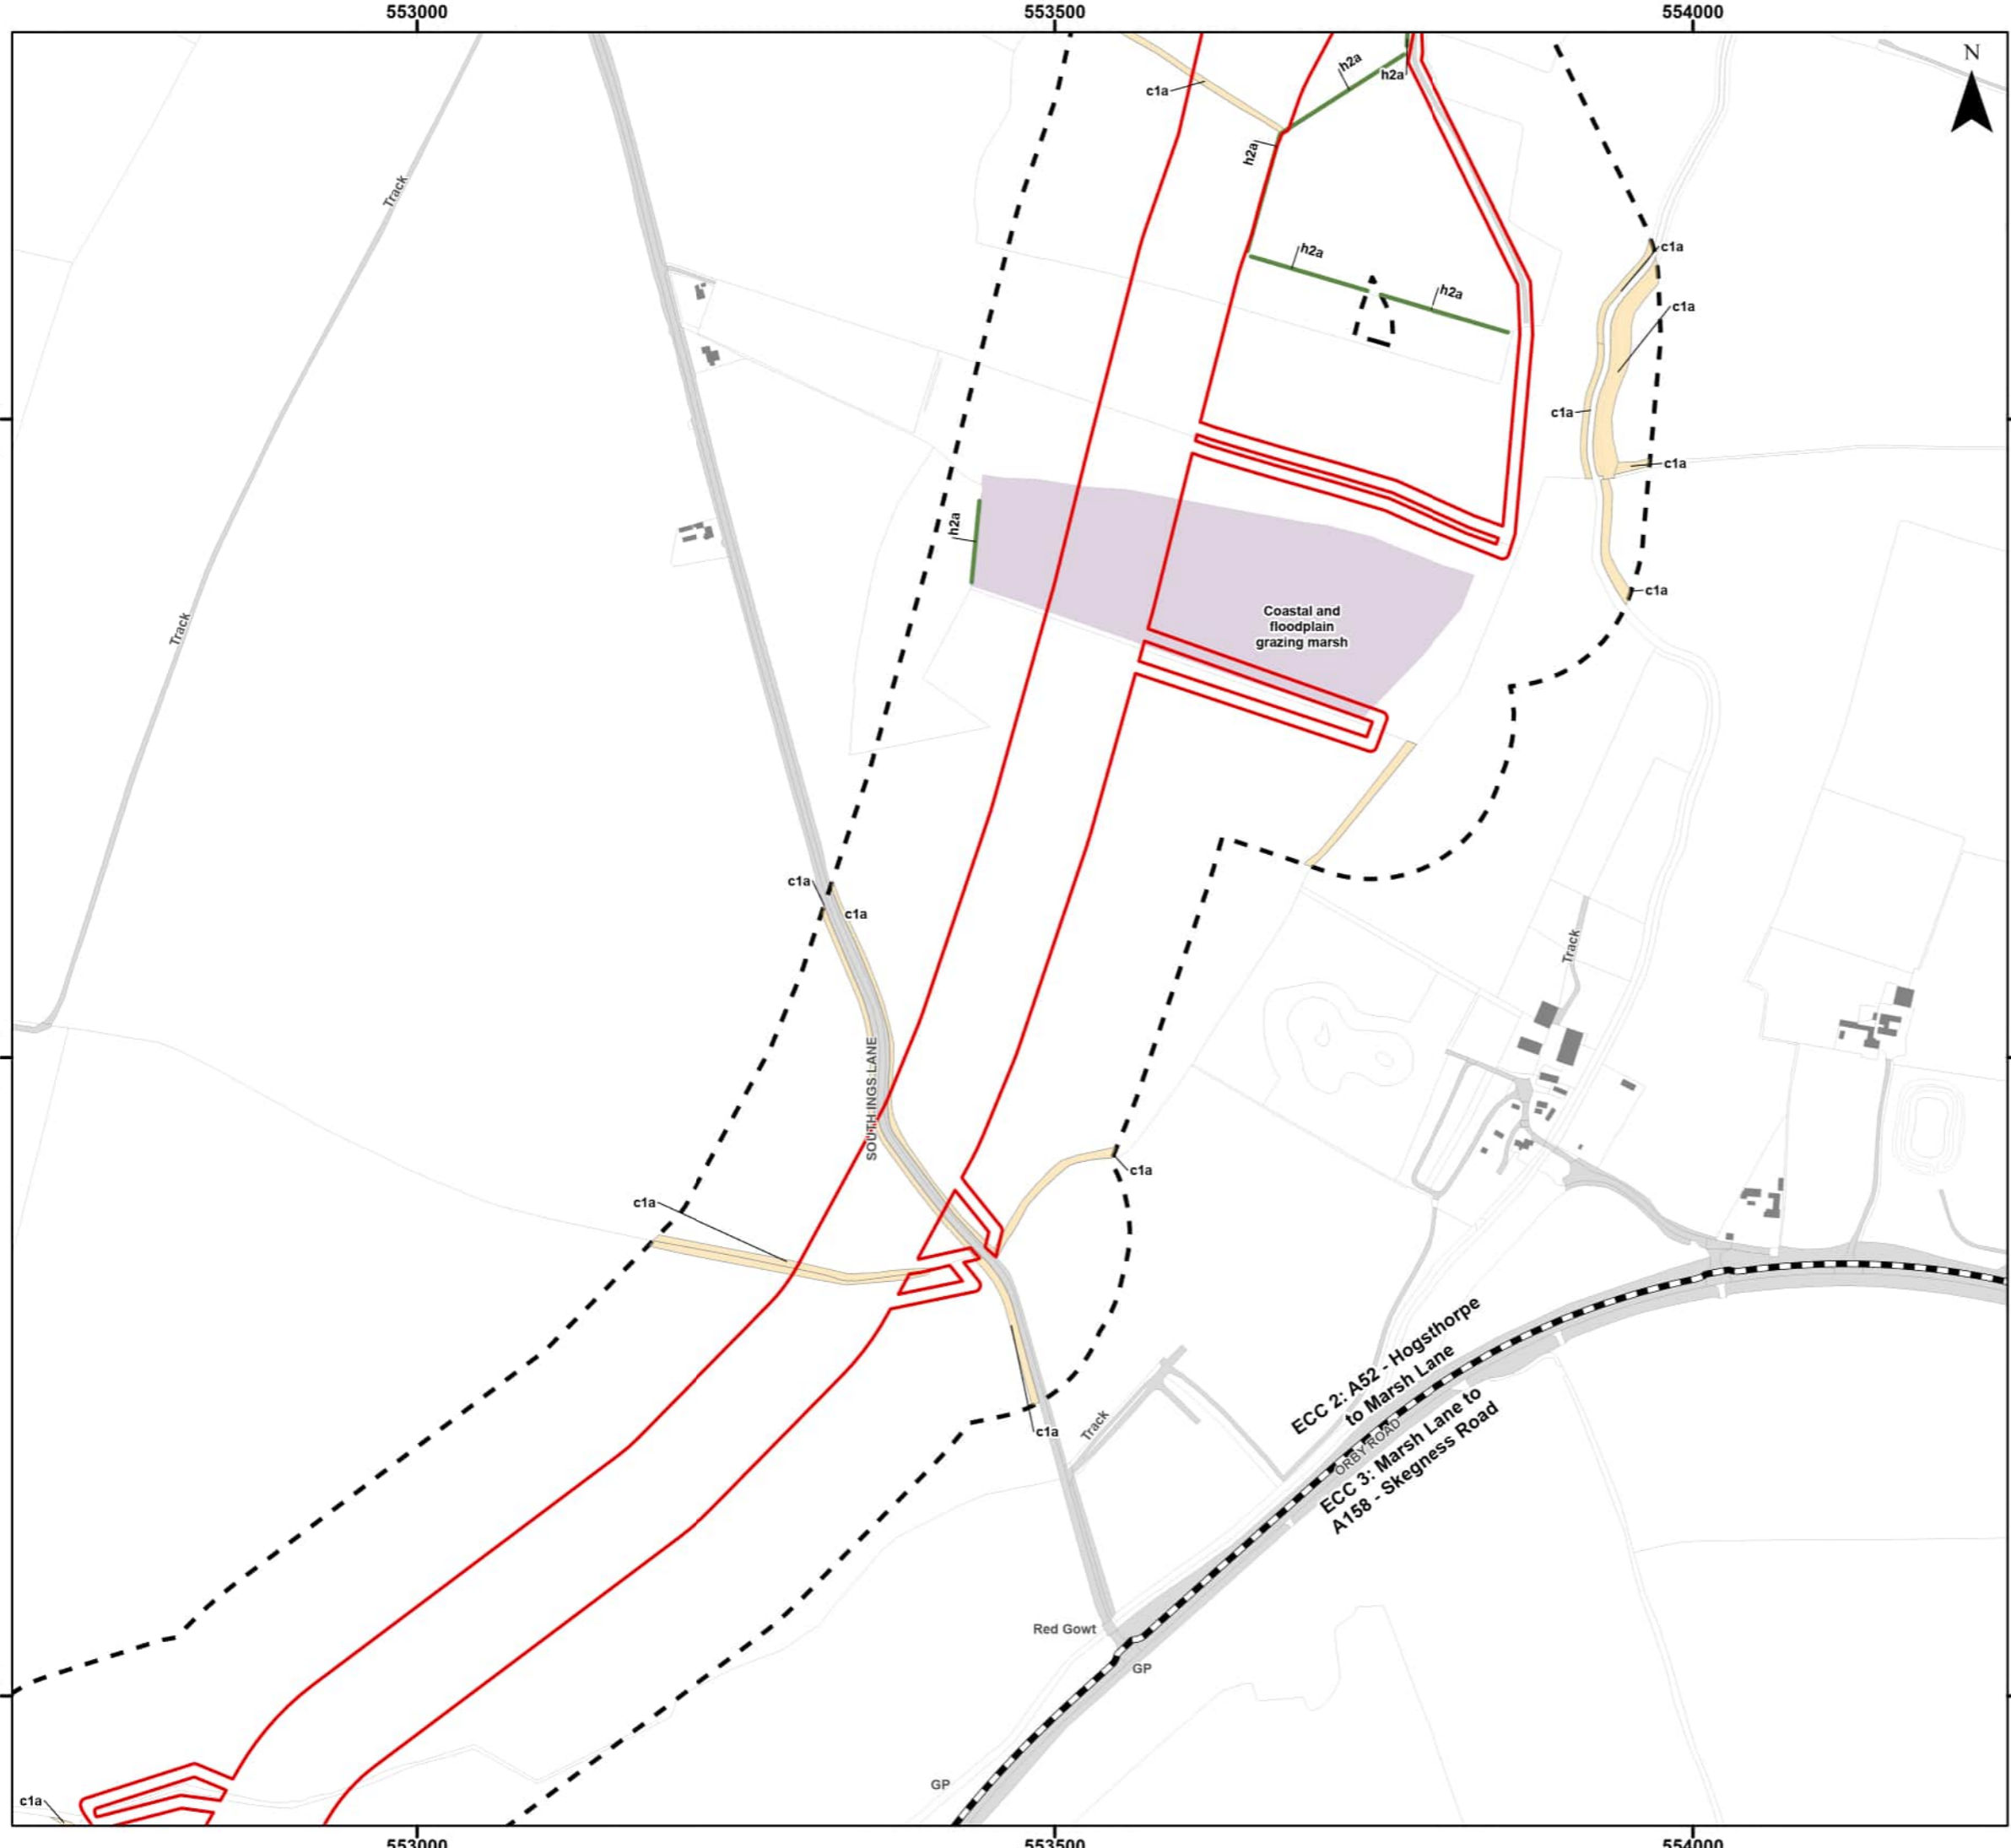 553000
553500
554000
N
h2a
h2a
c1a
h2a
Track
c1a
h2a
h2a
c1a
c1a
c1a
h2a
c1a
Coastal and
floodplain
grazing marsh
Track
c1a
c1a
Track
SOUTH INGS LANE
c1a
c1a
ECC 2: A52 - Hogsthorpe
to Marsh Lane
ORBY ROAD
ECC 3: Marsh Lane to
A158 - Skegness Road
Track
c1a
Red Gowt
GP
GP
c1a
553000
553500
554000